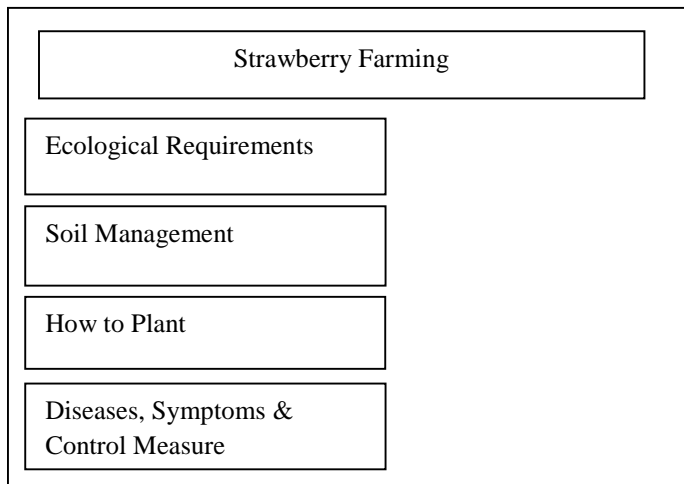 Strawberry Farming
Ecological Requirements
Soil Management
How to Plant
Diseases, Symptoms &
Control Measure